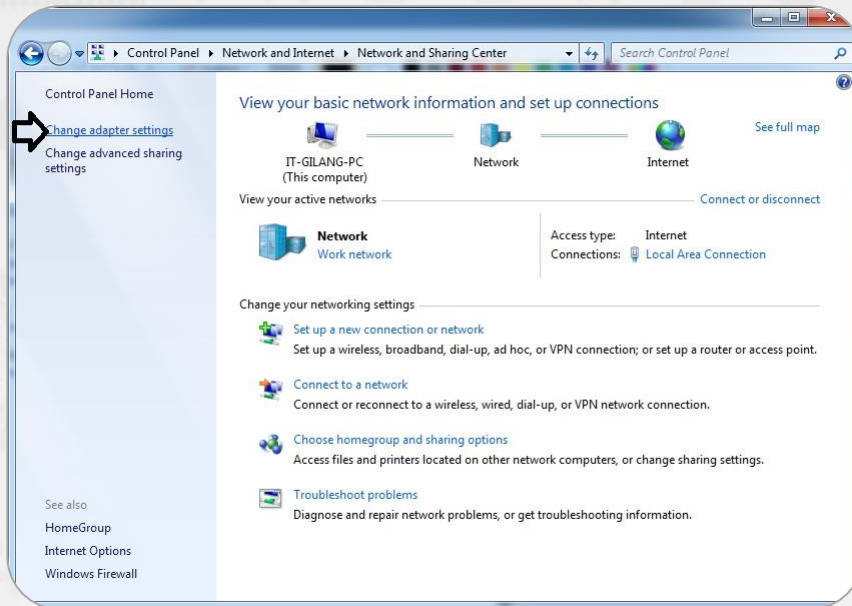 Control Panel ▸ Network and Internet ▸ Network and Sharing Center
Search Control Panel
Control Panel Home
Change adapter settings
Change advanced sharing
settings
See also
HomeGroup
Internet Options
Windows Firewall
View your basic network information and set up connections
See full map
IT-GILANG-PC
(This computer)
Network
Internet
View your active networks
Connect or disconnect
Network
Work network
Access type: Internet
Connections: Local Area Connection
Change your networking settings
Set up a new connection or network
Set up a wireless, broadband, dial-up, ad hoc, or VPN connection; or set up a router or access point.
Connect to a network
Connect or reconnect to a wireless, wired, dial-up, or VPN network connection.
Choose homegroup and sharing options
Access files and printers located on other network computers, or change sharing settings.
Troubleshoot problems
Diagnose and repair network problems, or get troubleshooting information.